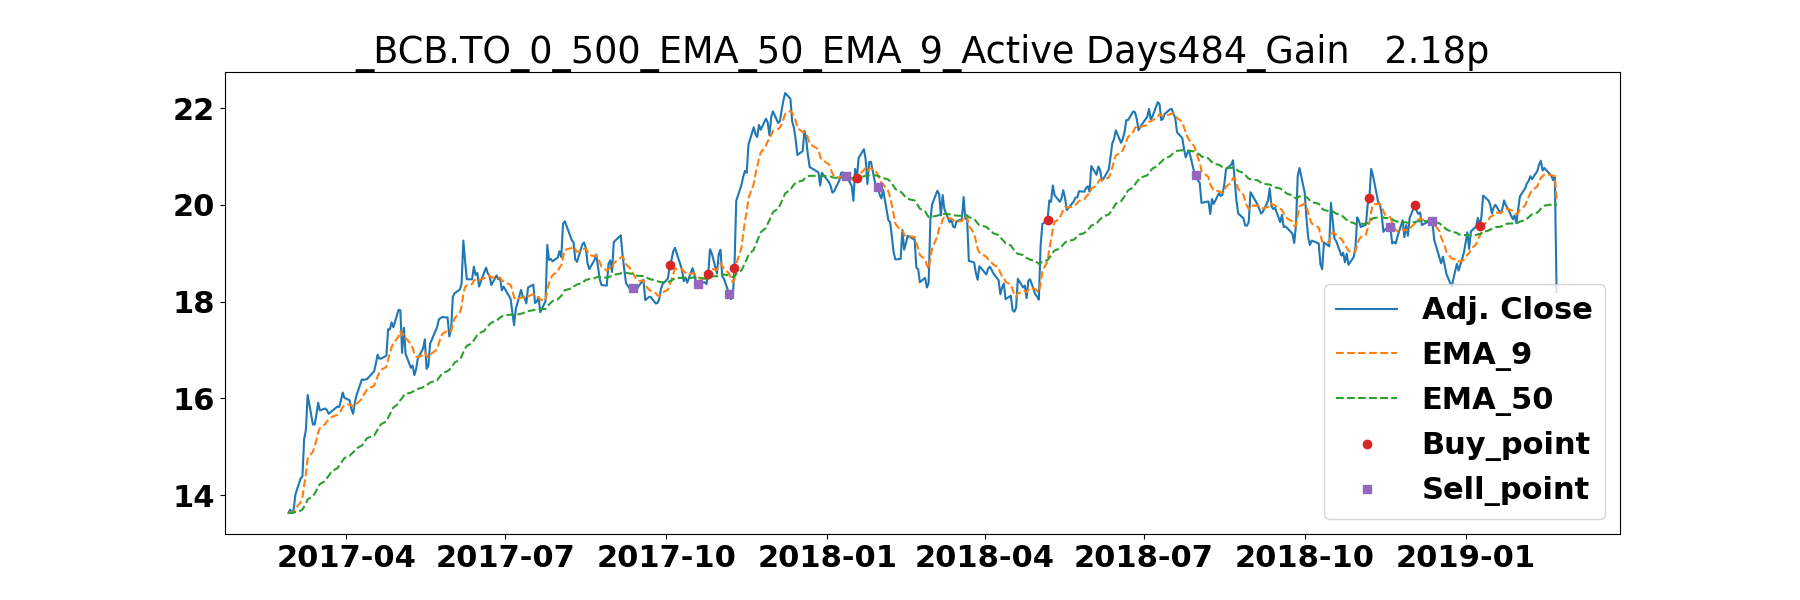 _BCB.TO_0_500_EMA_50_EMA_9_Active Days484_Gain   2.18p
22
20
18
16
14
2017-04 2017-07 2017-10 2018-01 2018-04 2018-07 2018-10 2019-01
Adj. Close
EMA_9
EMA_50
Buy_point
Sell_point